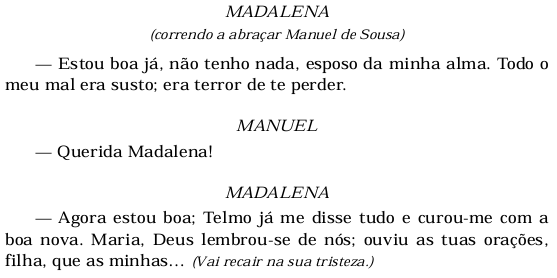 MADALENA
(correndo a abraçar Manuel de Sousa)
— Estou boa já, não tenho nada, esposo da minha alma. Todo o
meu mal era susto; era terror de te perder.
MANUEL
— Querida Madalena!
MADALENA
— Agora estou boa; Telmo já me disse tudo e curou-me com a
boa nova. Maria, Deus lembrou-se de nós; ouviu as tuas orações,
filha, que as minhas… (Vai recair na sua tristeza.)